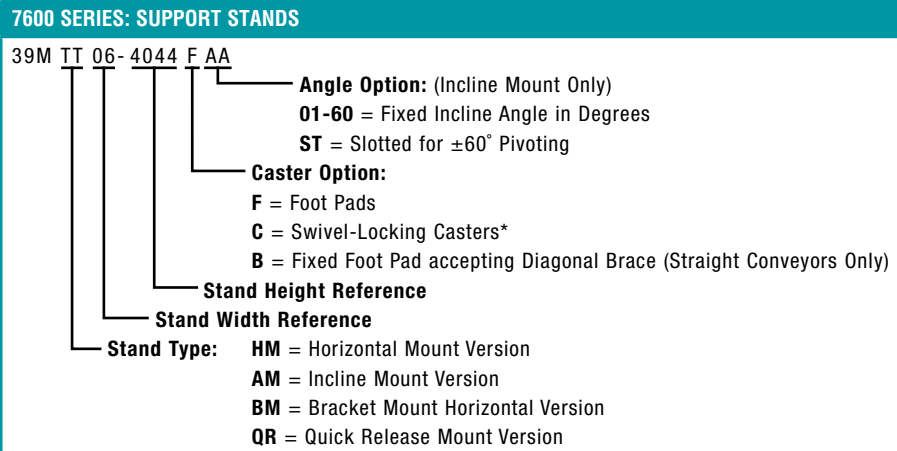 7600 SERIES: SUPPORT STANDS
39M TT 06- 4044 F AA
Angle Option: (Incline Mount Only)
01-60 = Fixed Incline Angle in Degrees
ST = Slotted for ±60˚ Pivoting
Caster Option:
F = Foot Pads
C = Swivel-Locking Casters*
B = Fixed Foot Pad accepting Diagonal Brace (Straight Conveyors Only)
Stand Height Reference
Stand Width Reference
Stand Type: HM = Horizontal Mount Version
AM = Incline Mount Version
BM = Bracket Mount Horizontal Version
QR = Quick Release Mount Version